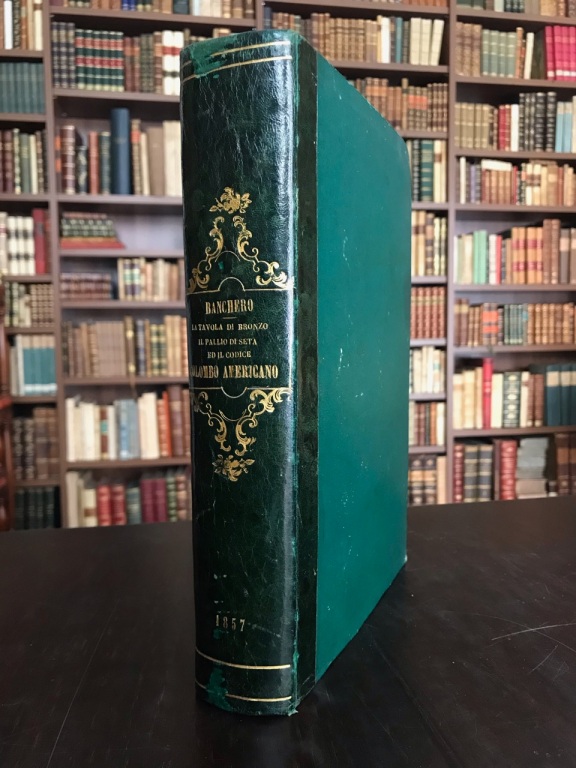 BANCHERO
LA TAVOLA DI BRONZO
IL PALLIO DI SETA
ED IL CODICE
COLOMBO AMERICANO
1857